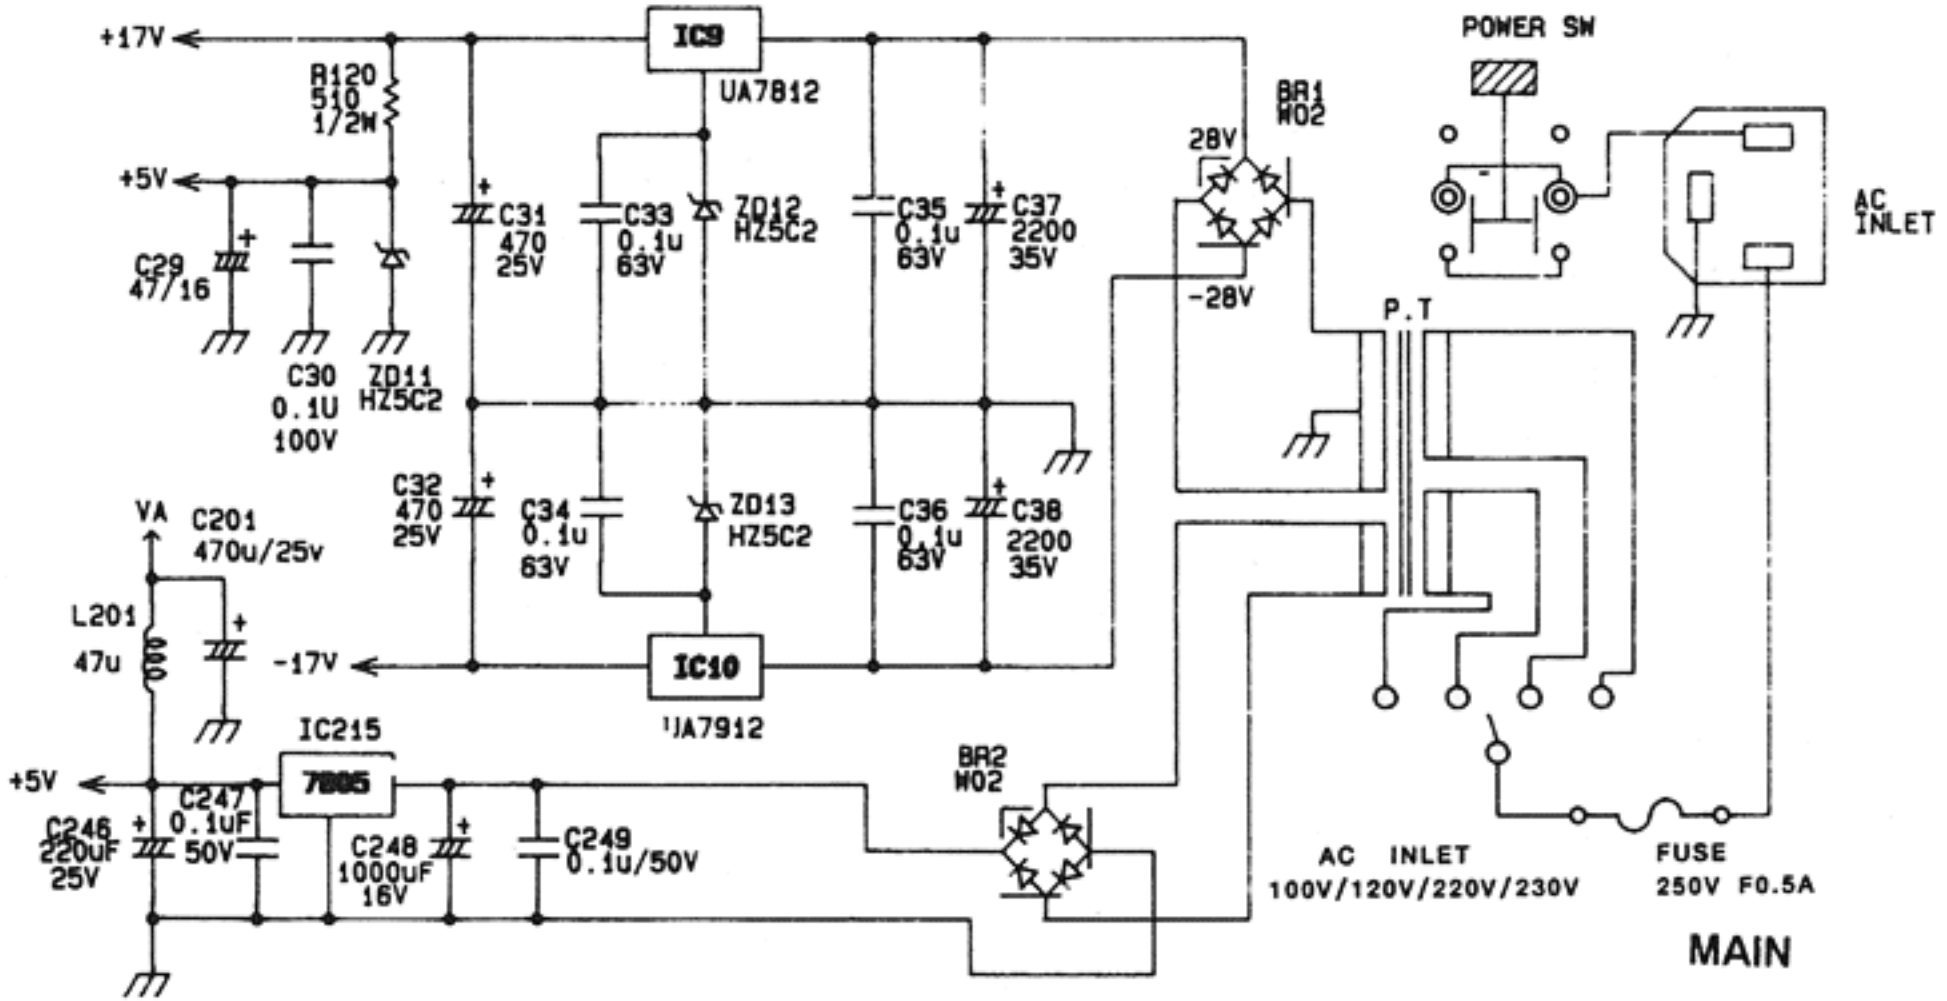 +17V
IC9
UA7812
POWER SW
R120
510
1/2W
BR1
W02
28V
+5V
AC
INLET
C31
470
25V
C33
0.1u
63V
ZD12
HZ5C2
C35
0.1u
63V
C37
2200
35V
C29
47/16
-28V
P.T
C30
0.1U
100V
ZD11
HZ5C2
C32
470
25V
C34
0.1u
63V
ZD13
HZ5C2
C36
0.1u
63V
C38
2200
35V
VA
C201
470u/25v
L201
47u
-17V
IC10
UA7912
IC215
7805
+5V
BR2
W02
C247
0.1uF
50V
C246
220uF
25V
C248
1000uF
16V
C249
0.1u/50V
AC INLET
100V/120V/220V/230V
FUSE
250V F0.5A
MAIN